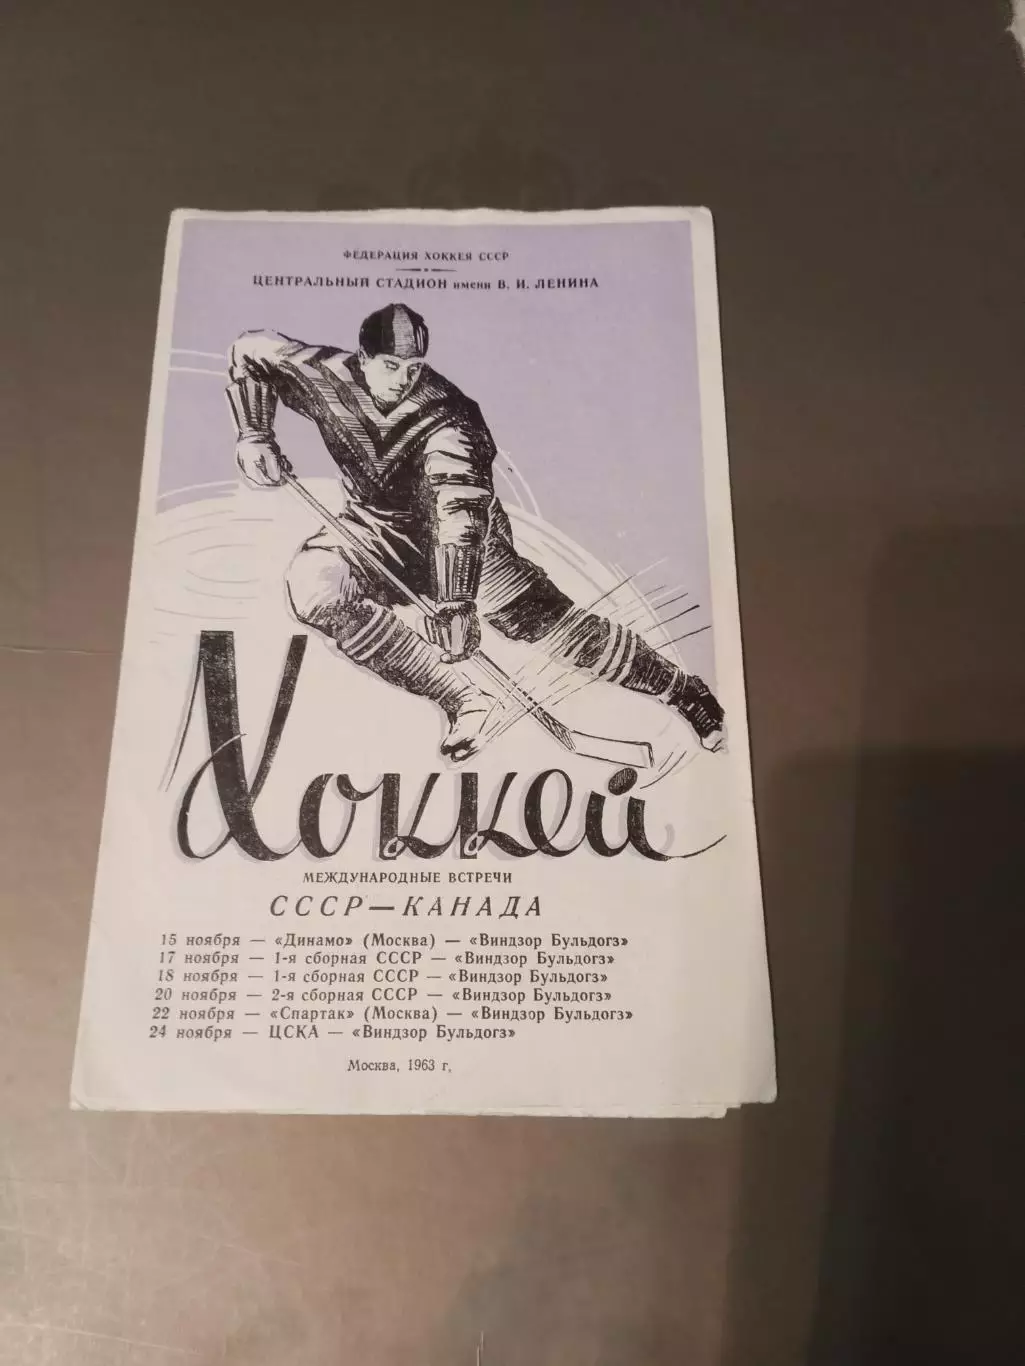 ФЕДЕРАЦИЯ ХОККЕЯ СССР
ЦЕНТРАЛЬНЫЙ СТАДИОН имени В. И. ЛЕНИНА
Хоккей
МЕЖДУНАРОДНЫЕ ВСТРЕЧИ
СССР—КАНАДА
15 ноября — «Динамо» (Москва) — «Виндзор Бульдогз»
17 ноября — 1-я сборная СССР — «Виндзор Бульдогз»
18 ноября — 1-я сборная СССР — «Виндзор Бульдогз»
20 ноября — 2-я сборная СССР — «Виндзор Бульдогз»
22 ноября — «Спартак» (Москва) — «Виндзор Бульдогз»
24 ноября — ЦСКА — «Виндзор Бульдогз»
Москва, 1963 г,